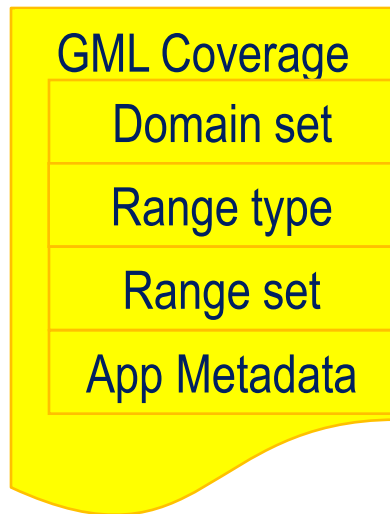 GML Coverage
Domain set
Range type
Range set
App Metadata